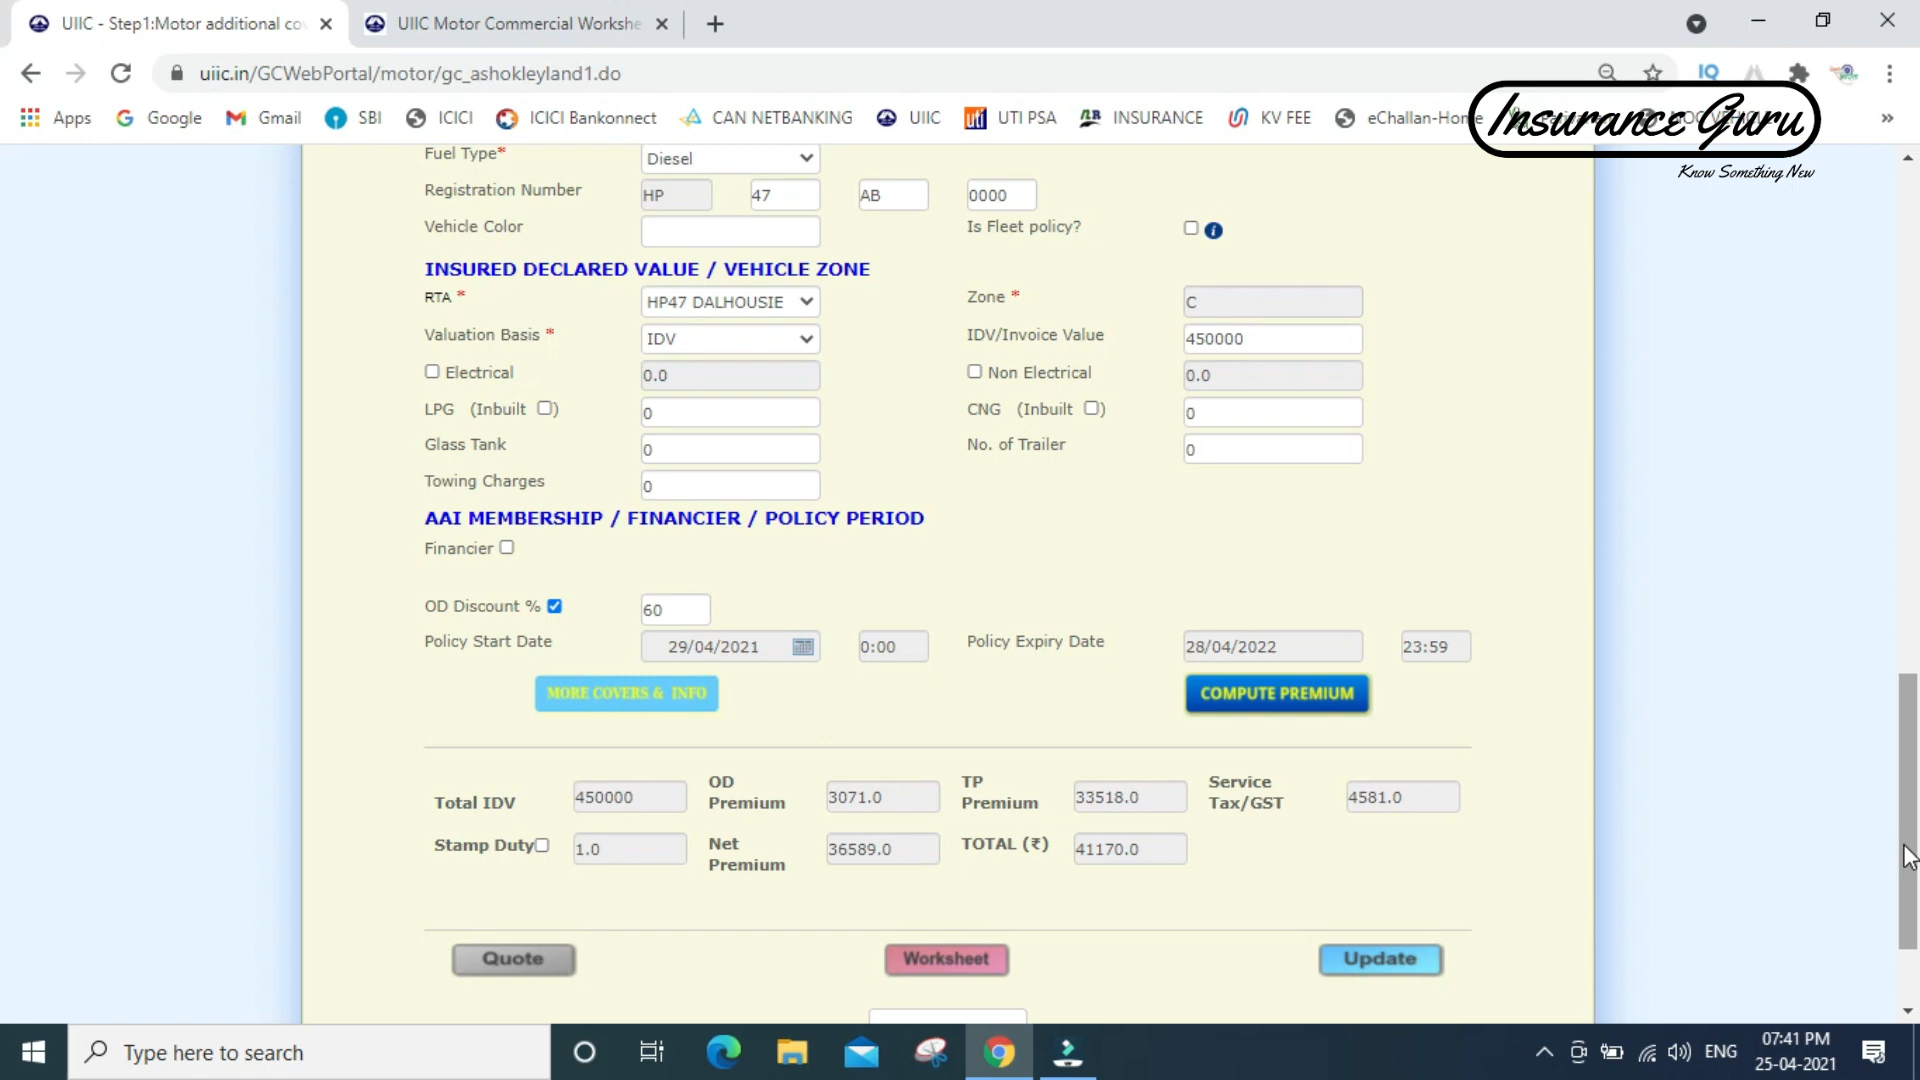 UIIC - Step1:Motor additional co
UIIC Motor Commercial Workshe
uiic.in/GCWebPortal/motor/gc_ashokleyland1.do
IQ
Apps
Google
Gmail
SBI
ICICI
ICICI Bankonnect
CAN NETBANKING
UIIC
uti
UTI PSA
INSURANCE
KV FEE
eChallan-Home
Insurance Guru
Know Something New
Fuel Type* Diesel
Registration Number HP 47 AB 0000
Vehicle Color Is Fleet policy?
INSURED DECLARED VALUE / VEHICLE ZONE
RTA * HP47 DALHOUSIE Zone * C
Valuation Basis * IDV IDV/Invoice Value 450000
Electrical 0.0 Non Electrical 0.0
LPG (Inbuilt ) 0 CNG (Inbuilt ) 0
Glass Tank 0 No. of Trailer 0
Towing Charges 0
AAI MEMBERSHIP / FINANCIER / POLICY PERIOD
Financier
OD Discount % 60
Policy Start Date 29/04/2021 0:00 Policy Expiry Date 28/04/2022 23:59
MORE COVERS & INFO COMPUTE PREMIUM
Total IDV 450000 OD Premium 3071.0 TP Premium 33518.0 Service Tax/GST 4581.0
Stamp Duty 1.0 Net Premium 36589.0 TOTAL (₹) 41170.0
Quote Worksheet Update
Type here to search
ENG
07:41 PM
25-04-2021